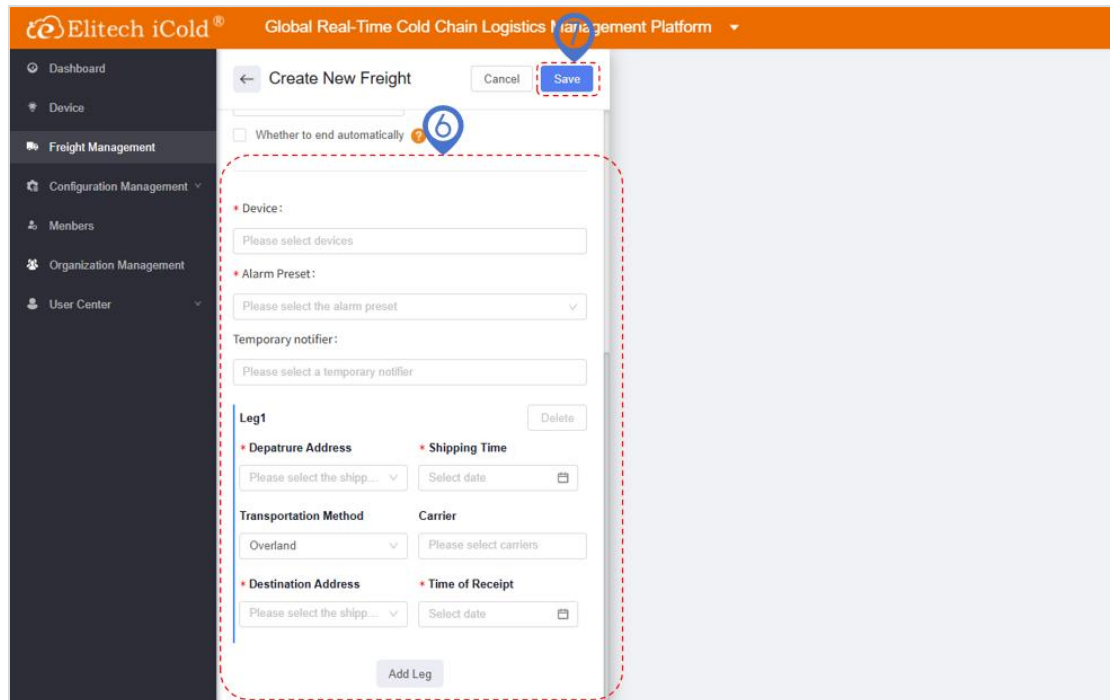 Elitech iCold® Global Real-Time Cold Chain Logistics Management Platform
Dashboard
Device
Freight Management
Configuration Management
Menbers
Organization Management
User Center
7
Create New Freight Cancel Save
Whether to end automatically ?
6
* Device:
Please select devices
* Alarm Preset:
Please select the alarm preset
Temporary notifier:
Please select a temporary notifier
Leg1 Delete
* Depatrure Address * Shipping Time
Please select the shipp... Select date
Transportation Method Carrier
Overland Please select carriers
* Destination Address * Time of Receipt
Please select the shipp... Select date
Add Leg